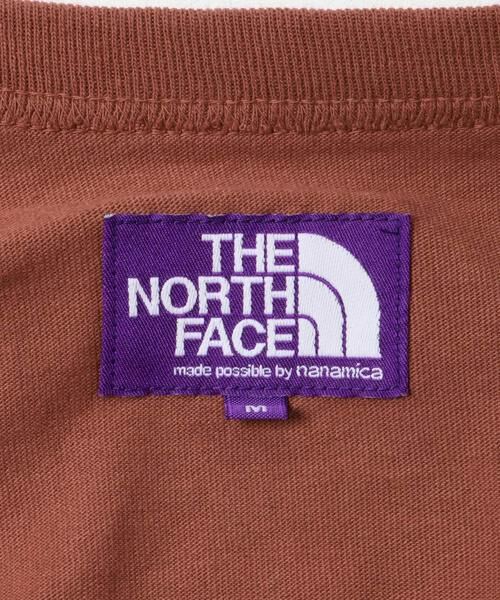 THE
NORTH
FACE
made possible by nanamica
M